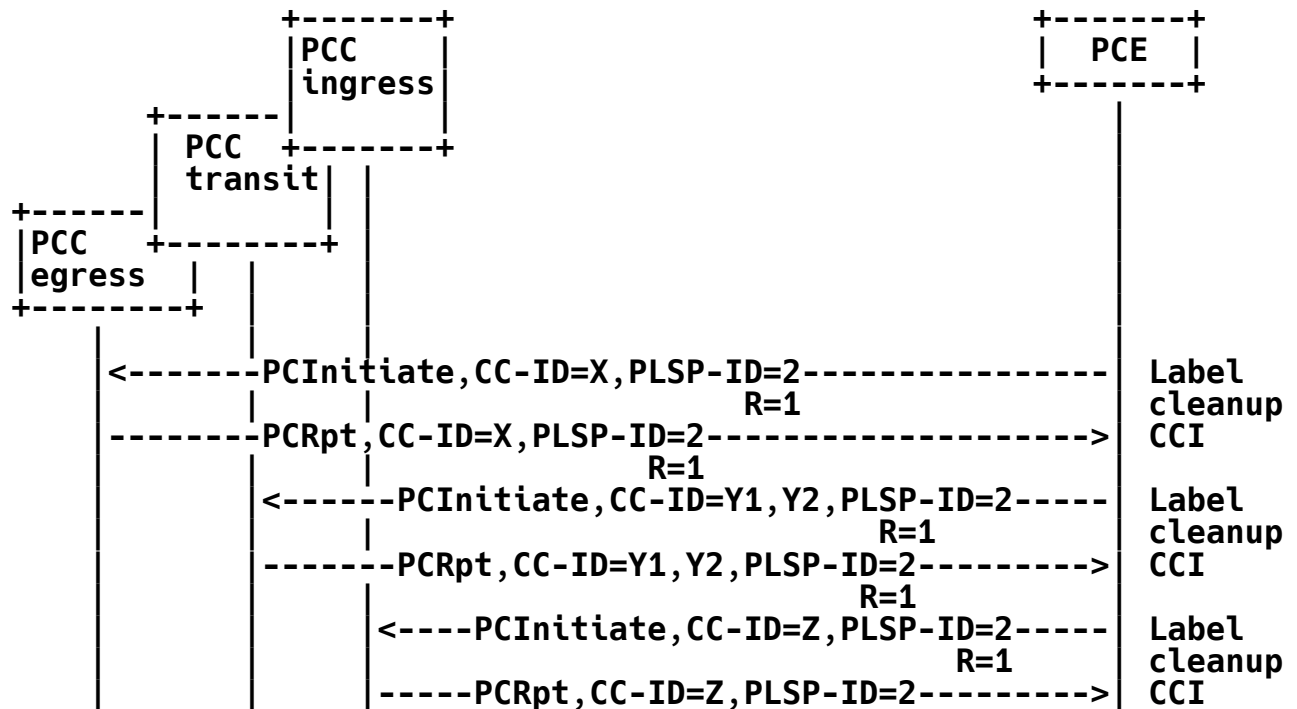 +-------+                              +-------+
|PCC    |                              |  PCE  |
|ingress|                              +-------+
+------|       |                                  |
| PCC  +-------+                                  |
| transit| |                                      |
+------|        | |                                      |
|PCC   +--------+ |                                      |
|egress  |  |     |                                      |
+--------+  |     |                                      |
|       |     |                                      |
|<-------PCInitiate,CC-ID=X,PLSP-ID=2----------------| Label
|       |     |                   R=1                | cleanup
|--------PCRpt,CC-ID=X,PLSP-ID=2-------------------->| CCI
|       |     |              R=1                     |
|       |<------PCInitiate,CC-ID=Y1,Y2,PLSP-ID=2-----| Label
|       |     |                          R=1         | cleanup
|       |-------PCRpt,CC-ID=Y1,Y2,PLSP-ID=2--------->| CCI
|       |     |                         R=1          |
|       |     |<----PCInitiate,CC-ID=Z,PLSP-ID=2-----| Label
|       |     |                              R=1     | cleanup
|       |     |-----PCRpt,CC-ID=Z,PLSP-ID=2--------->| CCI